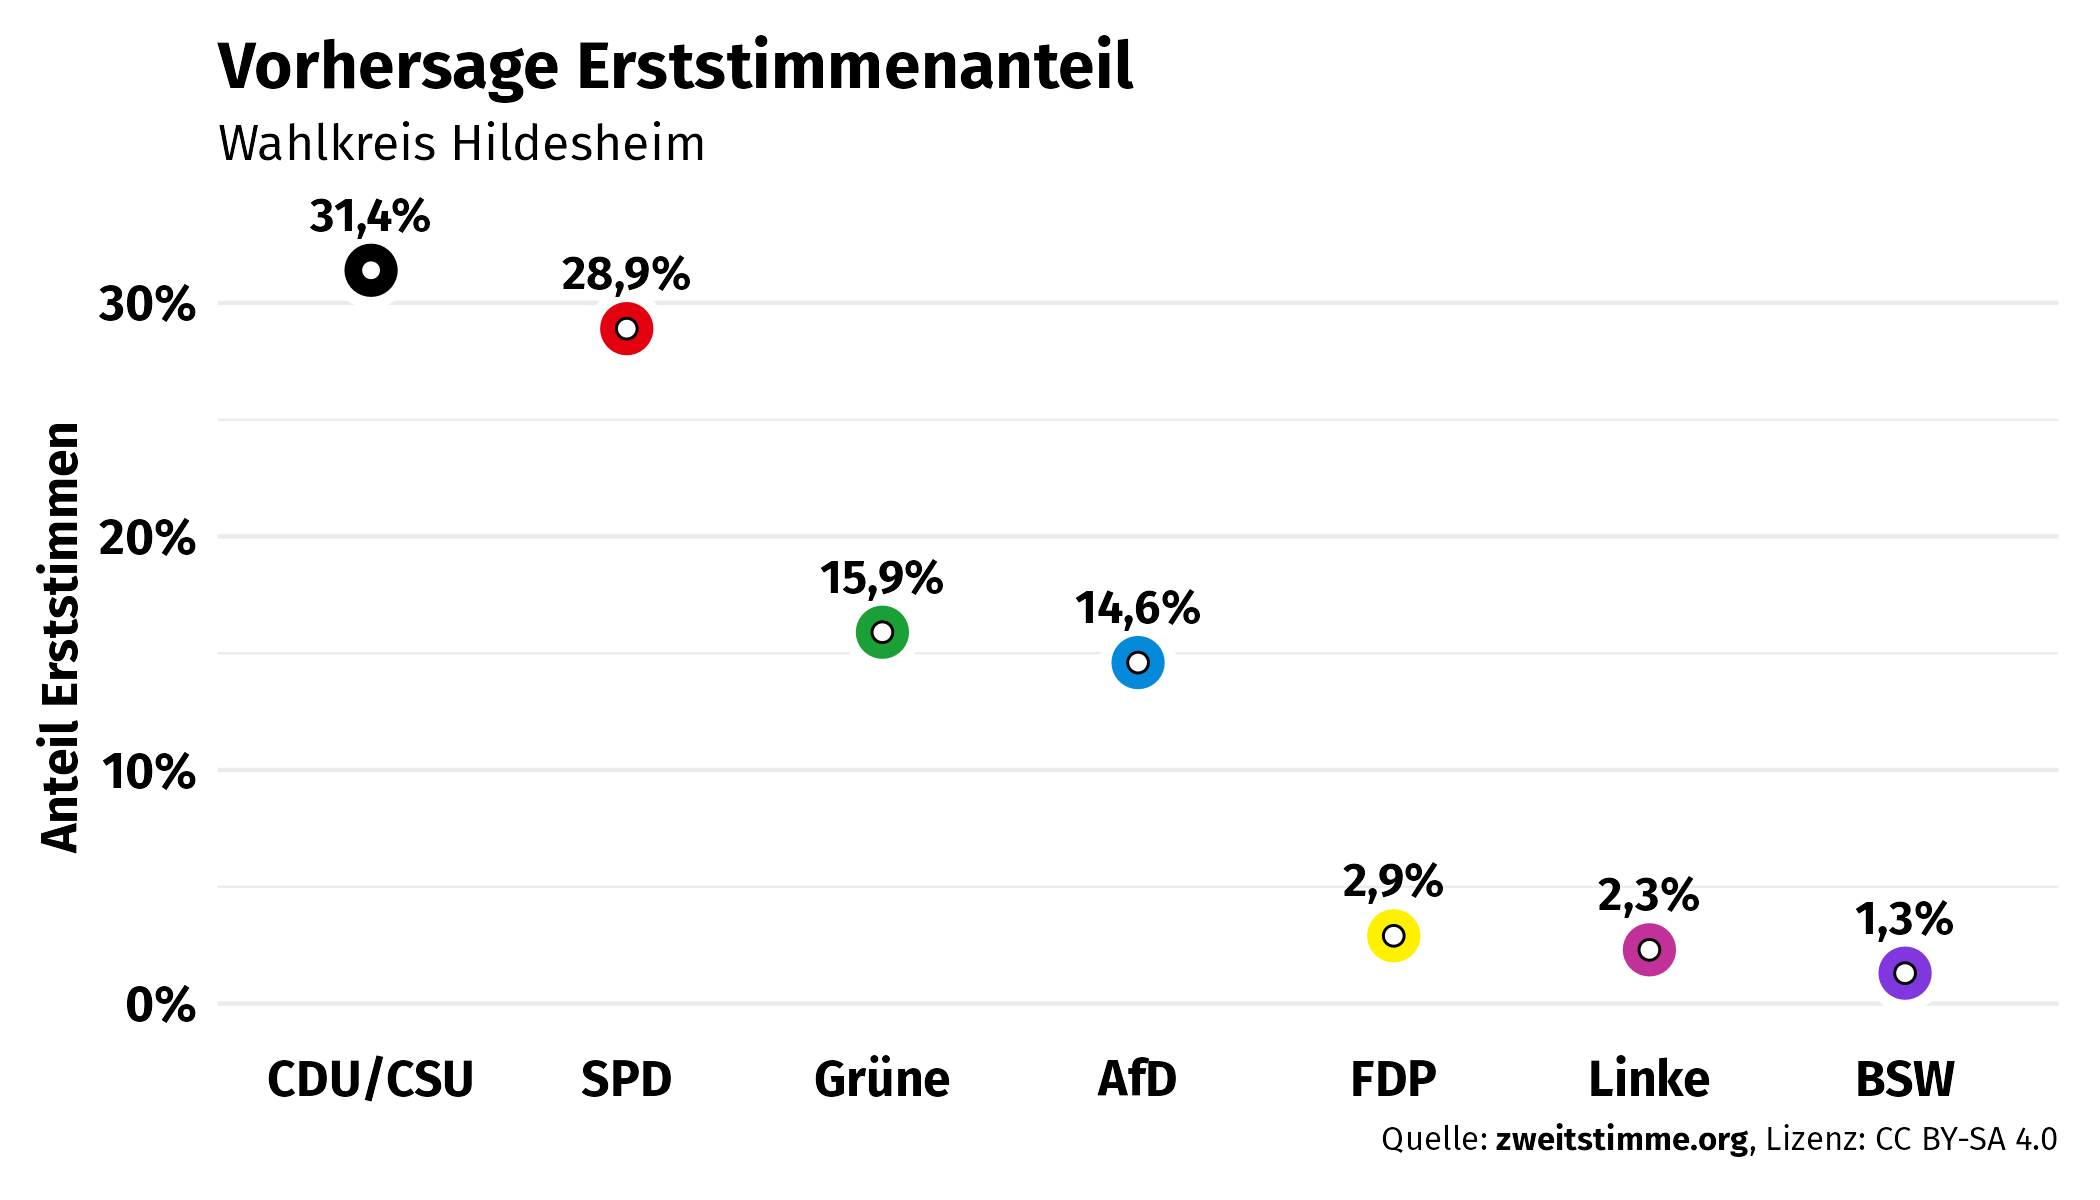 Vorhersage Erststimmenanteil
Wahlkreis Hildesheim
Anteil Erststimmen
30%
20%
10%
0%
31,4%
28,9%
15,9%
14,6%
2,9%
2,3%
1,3%
CDU/CSU SPD Grüne AfD FDP Linke BSW
Quelle: zweitstimme.org, Lizenz: CC BY-SA 4.0